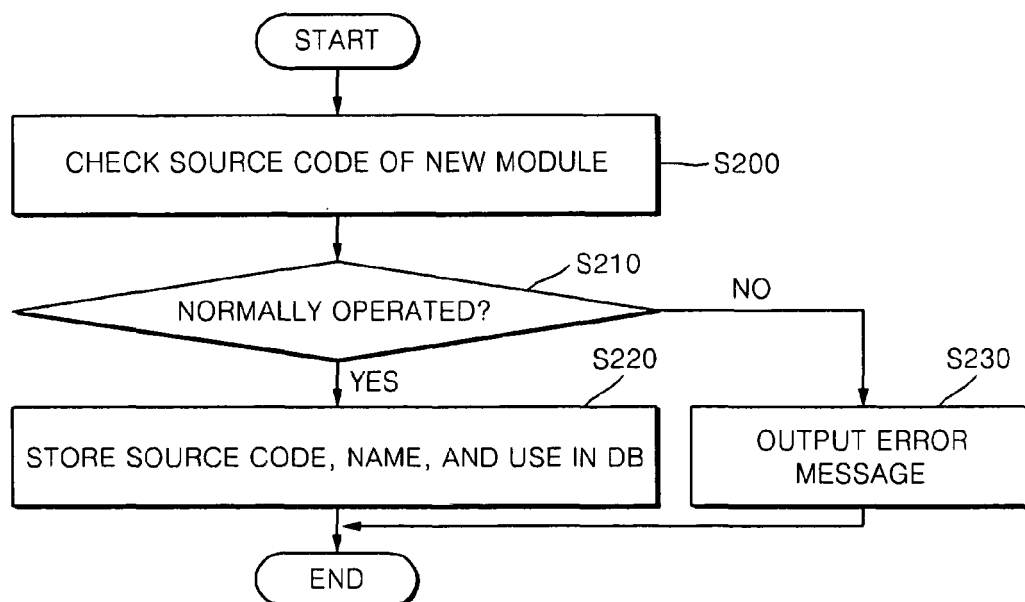 START
CHECK SOURCE CODE OF NEW MODULE
S200
S210
NORMALLY OPERATED?
NO
YES
S220
S230
STORE SOURCE CODE, NAME, AND USE IN DB
OUTPUT ERROR
MESSAGE
END